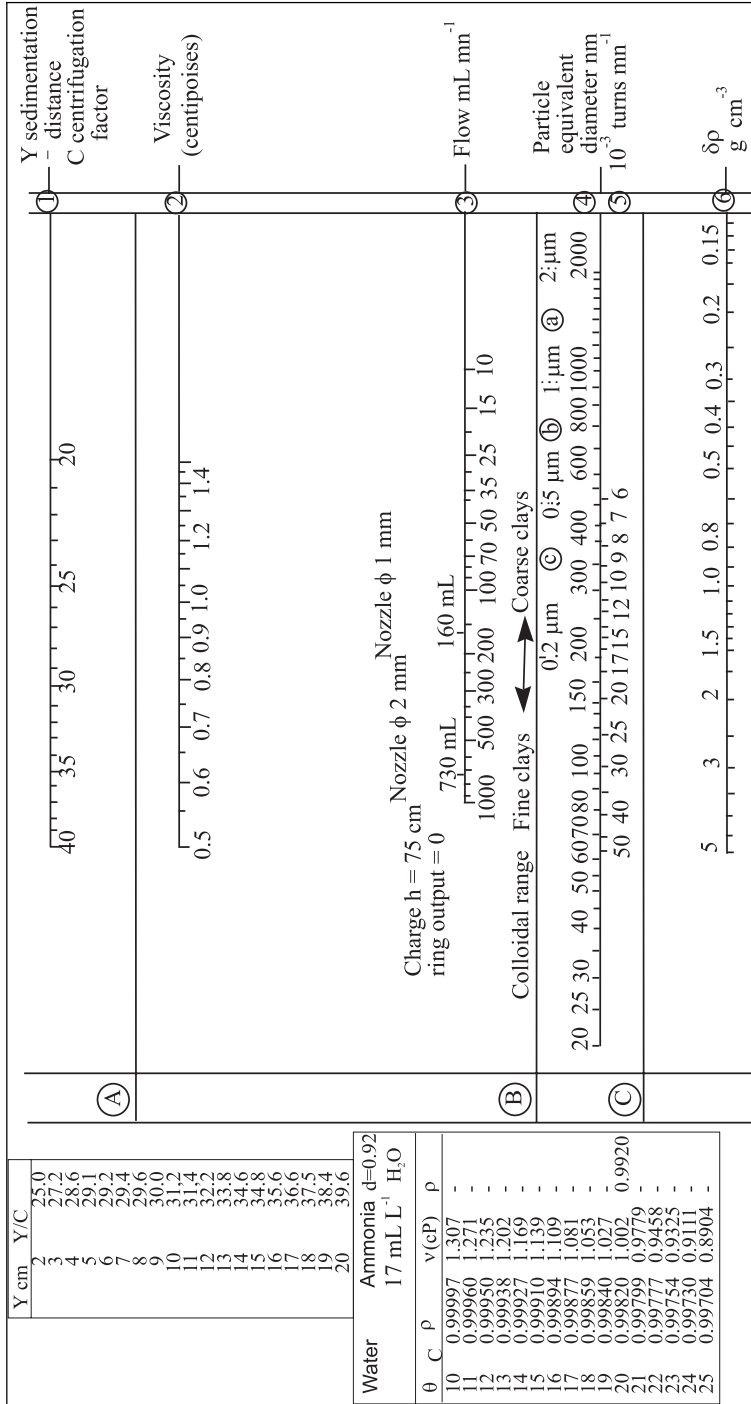 Y cm Y/C
2 25.0
3 27.2
4 28.6
5 29.1
6 29.2
7 29.4
8 29.6
9 30.0
10 31.2
11 31.4
12 32.2
13 33.8
14 34.6
15 34.8
16 35.6
17 36.6
18 37.5
19 38.4
20 39.6
Water Ammonia d=0.92
17 mL L⁻¹ H₂O
θ C ρ ν(cP) ρ
10 0.99997 1.307 -
11 0.99960 1.271 -
12 0.99950 1.235 -
13 0.99938 1.202 -
14 0.99927 1.169 -
15 0.99910 1.139 -
16 0.99894 1.109 -
17 0.99877 1.081 -
18 0.99859 1.053 -
19 0.99840 1.027 -
20 0.99820 1.002 0.9920
21 0.99799 0.9779 -
22 0.99777 0.9458 -
23 0.99754 0.9325 -
24 0.99730 0.9111 -
25 0.99704 0.8904 -
A
B
C
40 35 30 25 20
1
Y sedimentation
- distance
C centrifugation
factor
0.5 0.6 0.7 0.8 0.9 1.0 1.2 1.4
2
Viscosity
(centipoises)
Charge h = 75 cm
ring output = 0
Nozzle ϕ 2 mm Nozzle ϕ 1 mm
730 mL 160 mL
1000 500 300 200 100 70 50 35 25 15 10
3
Flow mL mn⁻¹
Colloidal range Fine clays Coarse clays
0.2 µm c 0.5 µm b 1 µm a 2 µm
20 25 30 40 50 60 70 80 100 150 200 300 400 600 800 1000 2000
4
Particle
equivalent
diameter nm
50 40 30 25 20 17 15 12 10 9 8 7 6
5
10⁻³ turns mn⁻¹
5 3 2 1.5 1.0 0.8 0.5 0.4 0.3 0.2 0.15
6
δρ
g cm⁻³